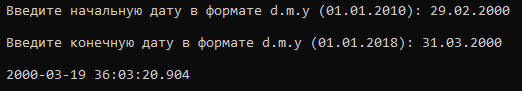 Введите начальную дату в формате d.m.y (01.01.2010): 29.02.2000
Введите конечную дату в формате d.m.y (01.01.2018): 31.03.2000
2000-03-19 36:03:20.904